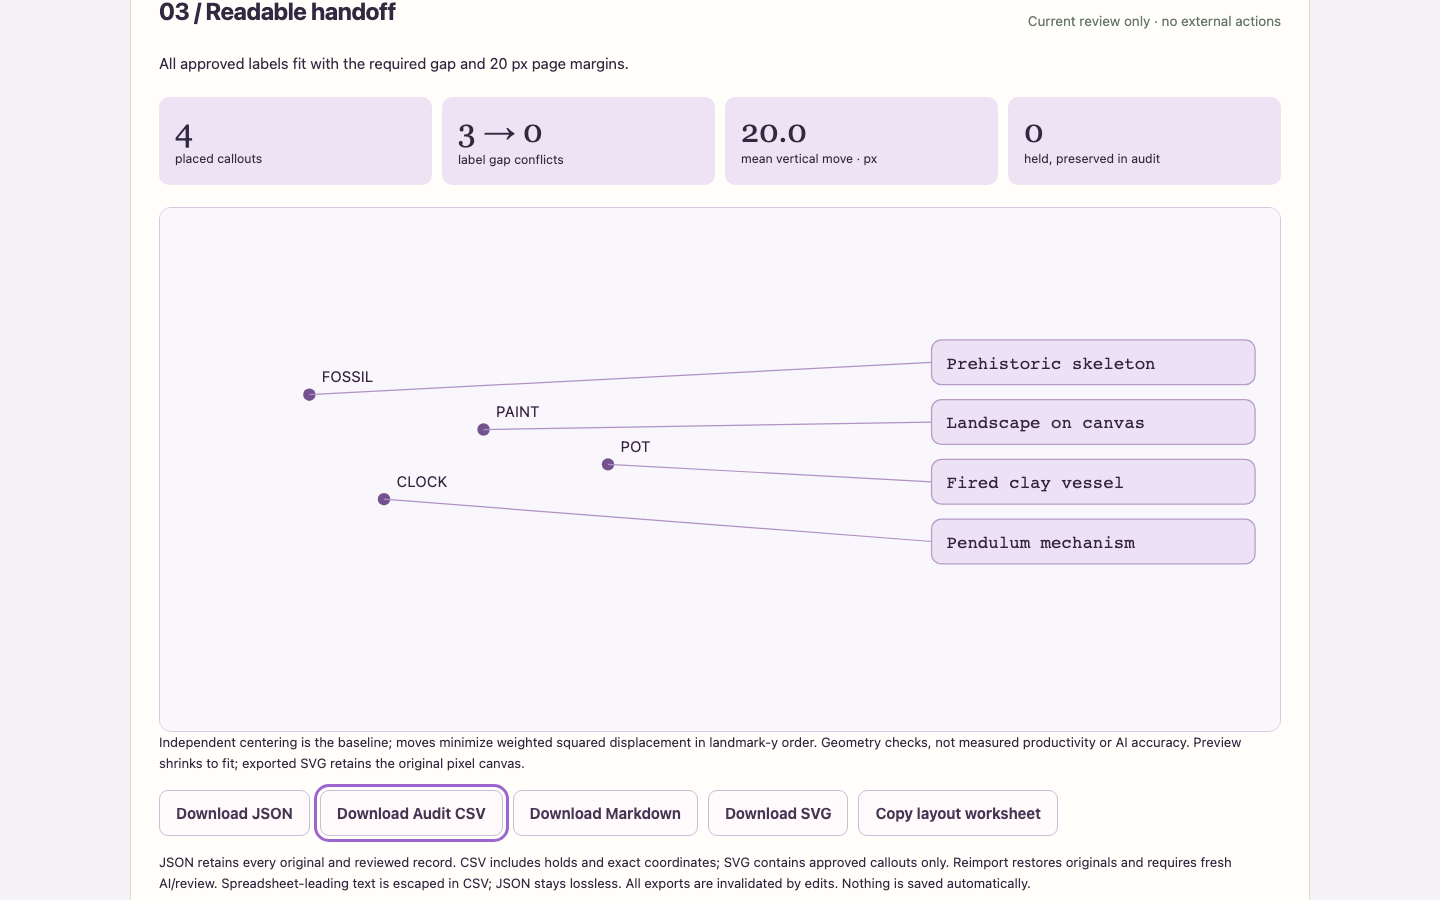 03 / Readable handoff
Current review only · no external actions
All approved labels fit with the required gap and 20 px page margins.
4
placed callouts
3 → 0
label gap conflicts
20.0
mean vertical move · px
0
held, preserved in audit
FOSSIL
PAINT
POT
CLOCK
Prehistoric skeleton
Landscape on canvas
Fired clay vessel
Pendulum mechanism
Independent centering is the baseline; moves minimize weighted squared displacement in landmark-y order. Geometry checks, not measured productivity or AI accuracy. Preview
shrinks to fit; exported SVG retains the original pixel canvas.
Download JSON
Download Audit CSV
Download Markdown
Download SVG
Copy layout worksheet
JSON retains every original and reviewed record. CSV includes holds and exact coordinates; SVG contains approved callouts only. Reimport restores originals and requires fresh
AI/review. Spreadsheet-leading text is escaped in CSV; JSON stays lossless. All exports are invalidated by edits. Nothing is saved automatically.